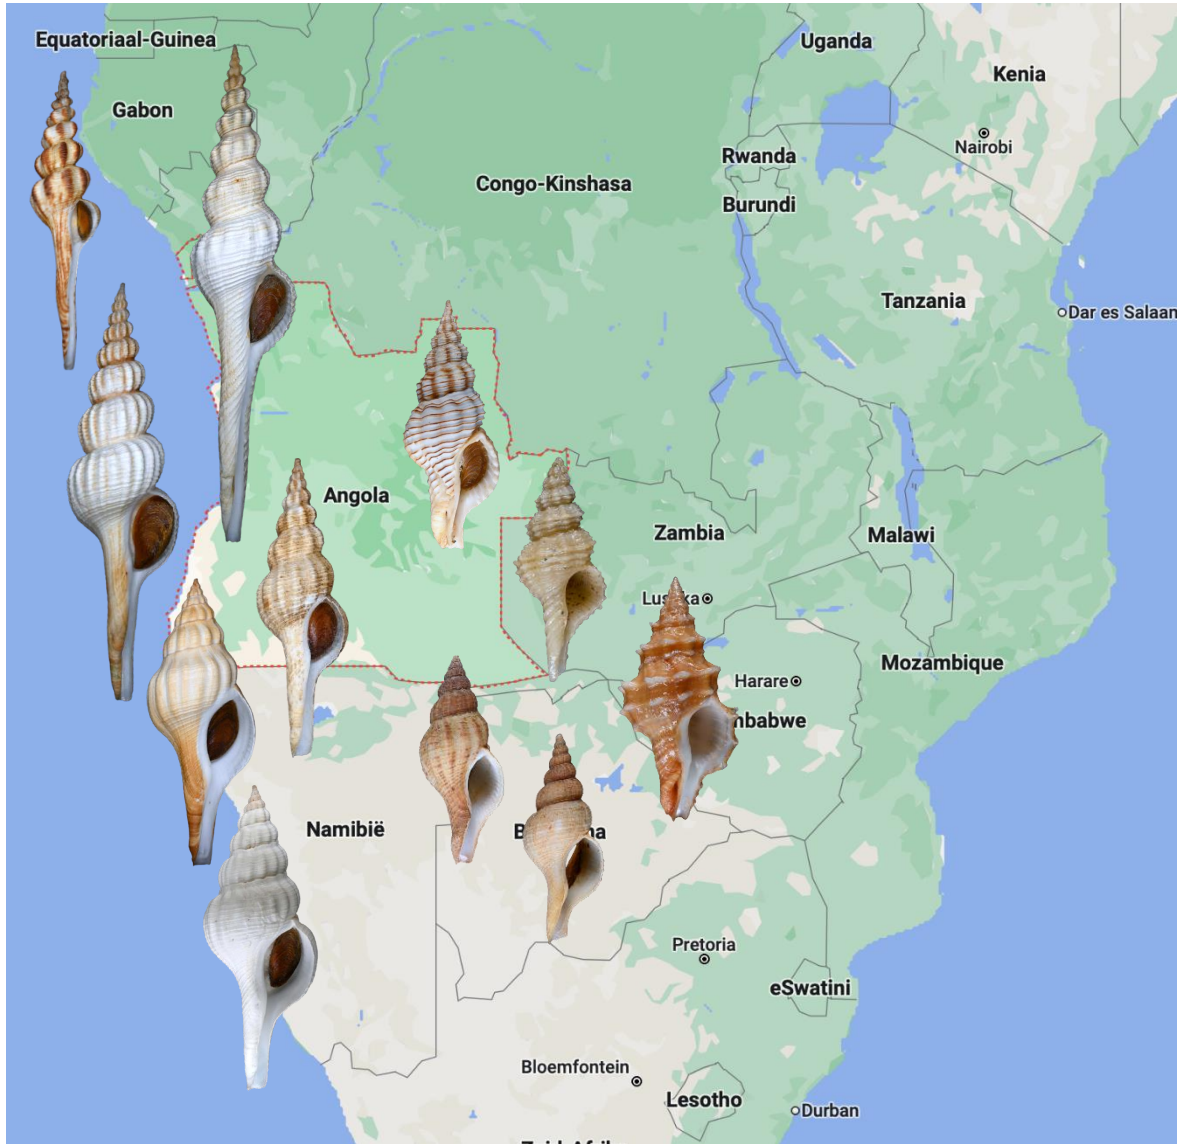 Equatoriaal-Guinea
Uganda
Kenia
Gabon
Nairobi
Rwanda
Congo-Kinshasa
Burundi
Tanzania
Dar es Salaam
Angola
Zambia
Malawi
Mozambique
Harare
Namibië
Pretoria
eSwatini
Bloemfontein
Lesotho
Durban